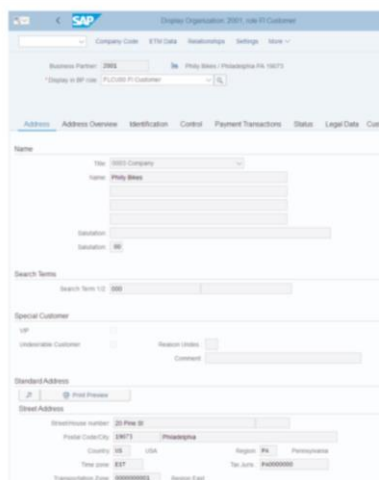 SAP Display Organization: 2001, role FI Customer
Company Code ETM Data Relationships Settings More
Business Partner: 2001 Philly Bikes / Philadelphia PA 19073
*Display in BP role: FLCU00 FI Customer
Address Address Overview Identification Control Payment Transactions Status Legal Data Cus
Name
Title: 0003 Company
Name: Philly Bikes
Salutation:
Salutation:
Search Terms
Search Term 1/2: 000
Special Customer
VIP
Undesirable Customer: Reason Undes.:
Comment:
Standard Address
Print Preview
Street Address
Street/House number: 20 Pine St
Postal Code/City: 19073 Philadelphia
Country: US USA Region: PA Pennsylvania
Time zone: EST Tax Juris.: PA0000000
Transportation Zone: 0000000001 Region East